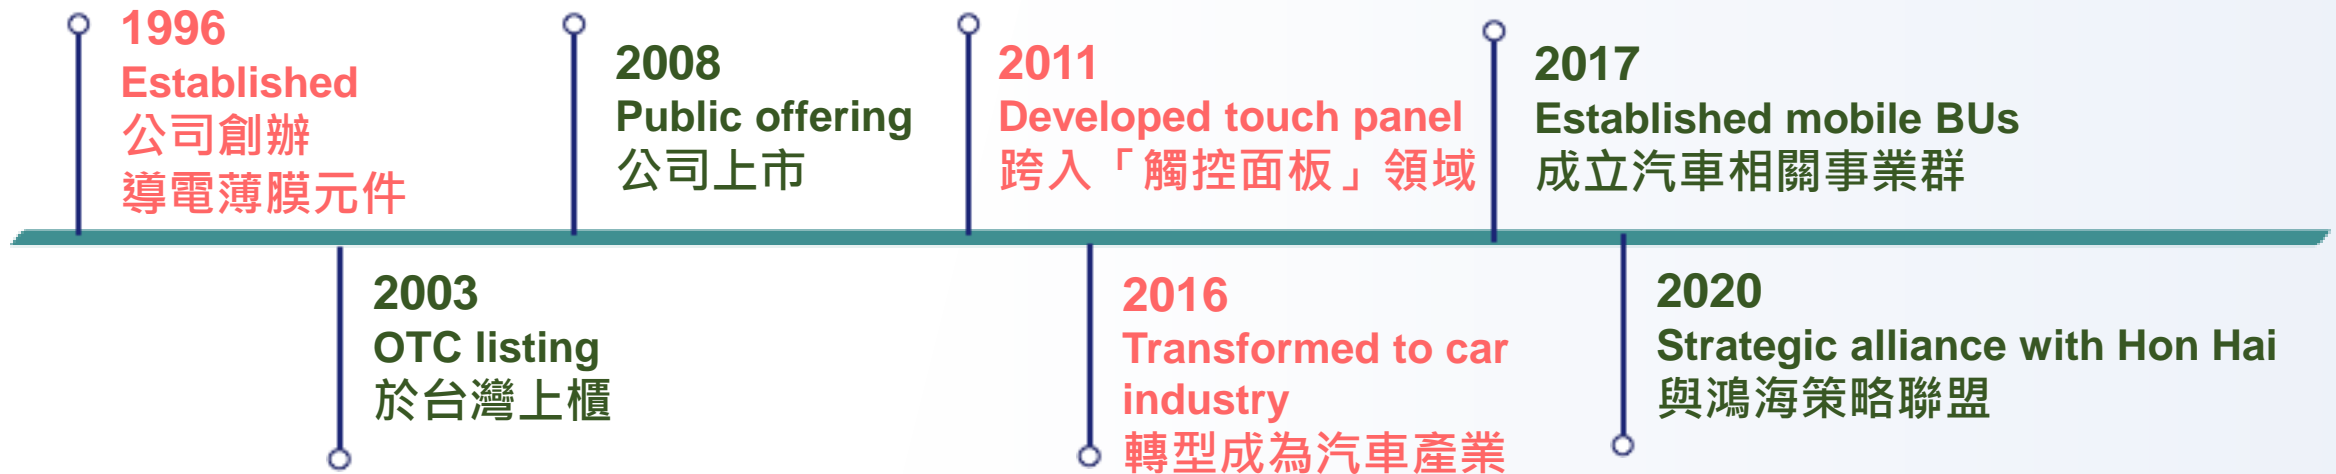 1996
Established
公司創辦
導電薄膜元件
2003
OTC listing
於台灣上櫃
2008
Public offering
公司上市
2011
Developed touch panel
跨入「觸控面板」領域
2016
Transformed to car
industry
轉型成為汽車產業
2017
Established mobile BUs
成立汽車相關事業群
2020
Strategic alliance with Hon Hai
與鴻海策略聯盟